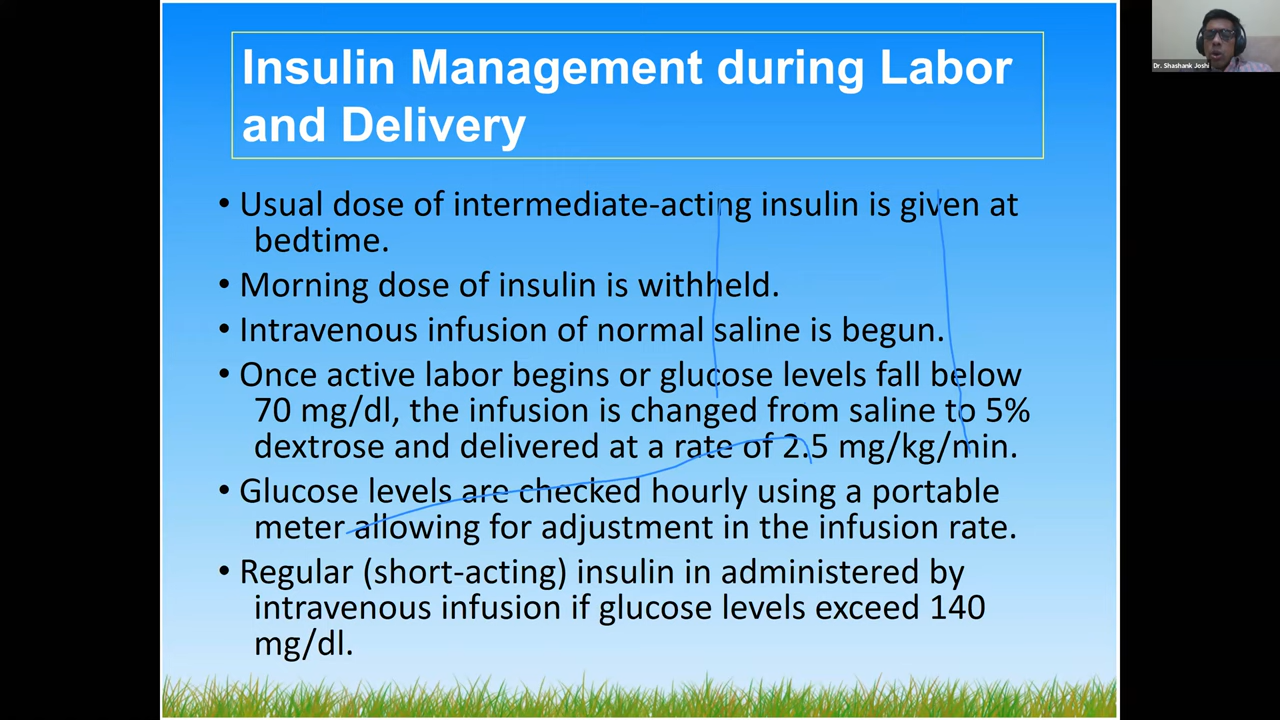 Insulin Management during Labor
and Delivery
• Usual dose of intermediate-acting insulin is given at
bedtime.
• Morning dose of insulin is withheld.
• Intravenous infusion of normal saline is begun.
• Once active labor begins or glucose levels fall below
70 mg/dl, the infusion is changed from saline to 5%
dextrose and delivered at a rate of 2.5 mg/kg/min.
• Glucose levels are checked hourly using a portable
meter allowing for adjustment in the infusion rate.
• Regular (short-acting) insulin in administered by
intravenous infusion if glucose levels exceed 140
mg/dl.
Dr. Shashank Joshi